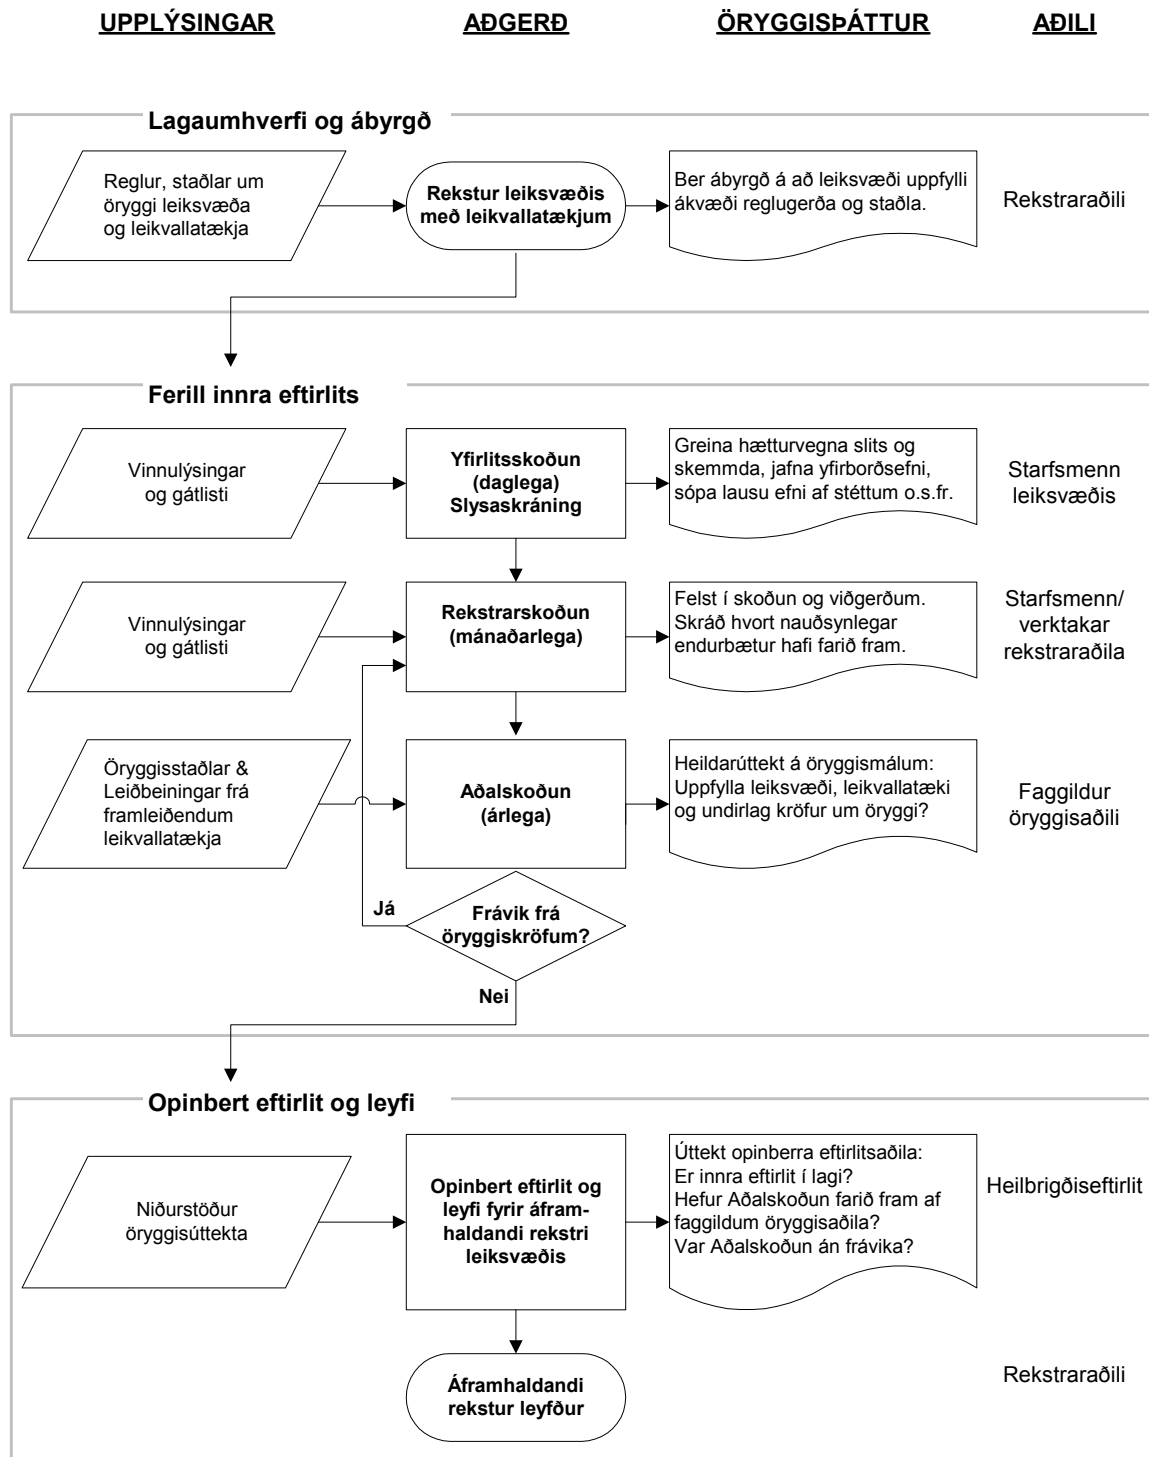 UPPLÝSINGAR
AÐGERÐ
ÖRYGGISÞÁTTUR
AÐILI
Lagaumhverfi og ábyrgð
Reglur, staðlar um
öryggi leiksvæða
og leikvallatækja
Rekstur leiksvæðis
með leikvallatækjum
Ber ábyrgð á að leiksvæði uppfylli
ákvæði reglugerða og staðla.
Rekstraraðili
Ferill innra eftirlits
Vinnulýsingar
og gátlisti
Yfirlitsskoðun
(daglega)
Slysaskráning
Greina hætturvegna slits og
skemmda, jafna yfirborðsefni,
sópa lausu efni af stéttum o.s.fr.
Starfsmenn
leiksvæðis
Vinnulýsingar
og gátlisti
Rekstrarskoðun
(mánaðarlega)
Felst í skoðun og viðgerðum.
Skráð hvort nauðsynlegar
endurbætur hafi farið fram.
Starfsmenn/
verktakar
rekstraraðila
Öryggisstaðlar &
Leiðbeiningar frá
framleiðendum
leikvallatækja
Aðalskoðun
(árlega)
Heildarúttekt á öryggismálum:
Uppfylla leiksvæði, leikvallatæki
og undirlag kröfur um öryggi?
Faggildur
öryggisaðili
Já
Frávik frá
öryggiskröfum?
Nei
Opinbert eftirlit og leyfi
Niðurstöður
öryggisúttekta
Opinbert eftirlit og
leyfi fyrir áfram-
haldandi rekstri
leiksvæðis
Úttekt opinberra eftirlitsaðila:
Er innra eftirlit í lagi?
Hefur Aðalskoðun farið fram af
faggildum öryggisaðila?
Var Aðalskoðun án frávika?
Heilbrigðiseftirlit
Áframhaldandi
rekstur leyfður
Rekstraraðili